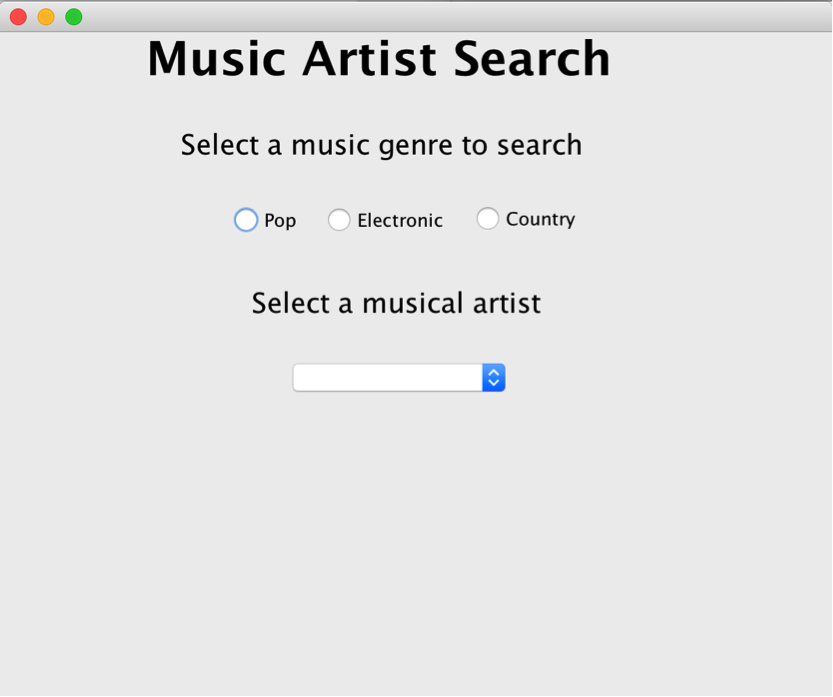 Music Artist Search
Select a music genre to search
Pop Electronic Country
Select a musical artist